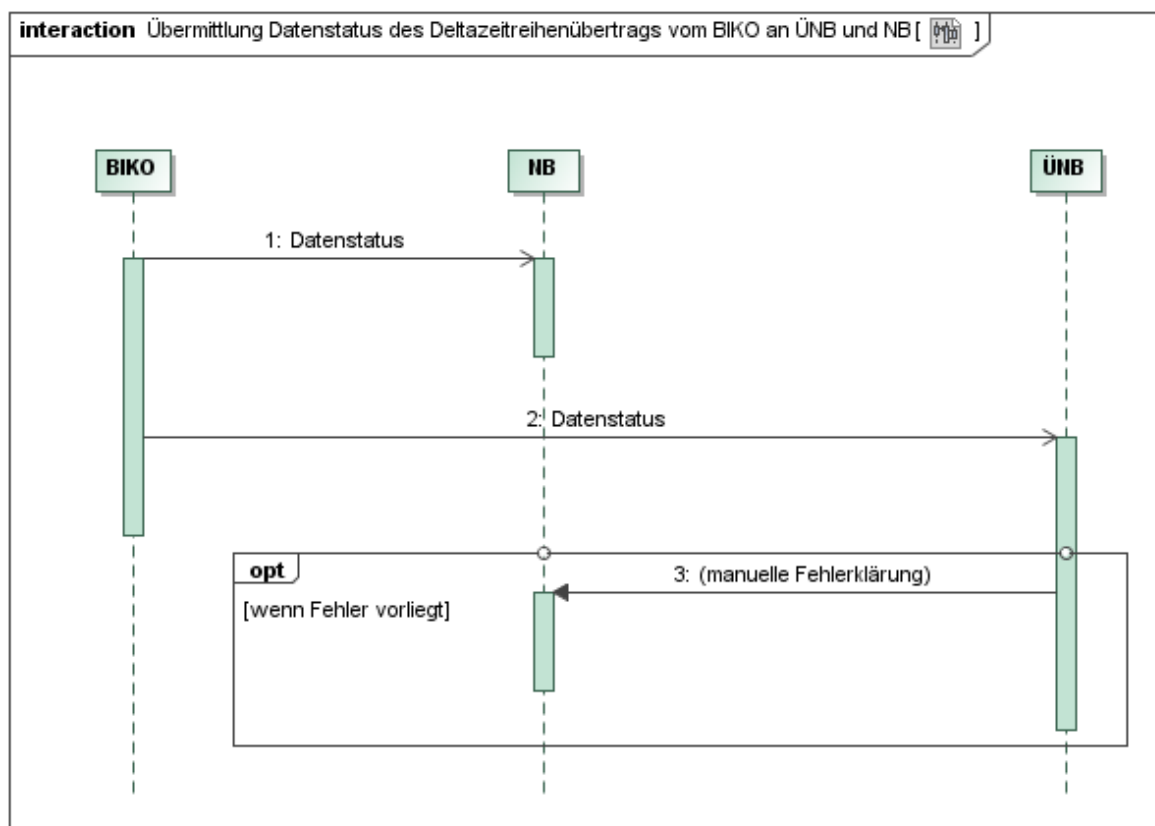 interaction Übermittlung Datenstatus des Deltazeitreihenübertrags vom BIKO an ÜNB und NB [ ]
BIKO
NB
ÜNB
1: Datenstatus
2: Datenstatus
opt
3: (manuelle Fehlerklärung)
[wenn Fehler vorliegt]